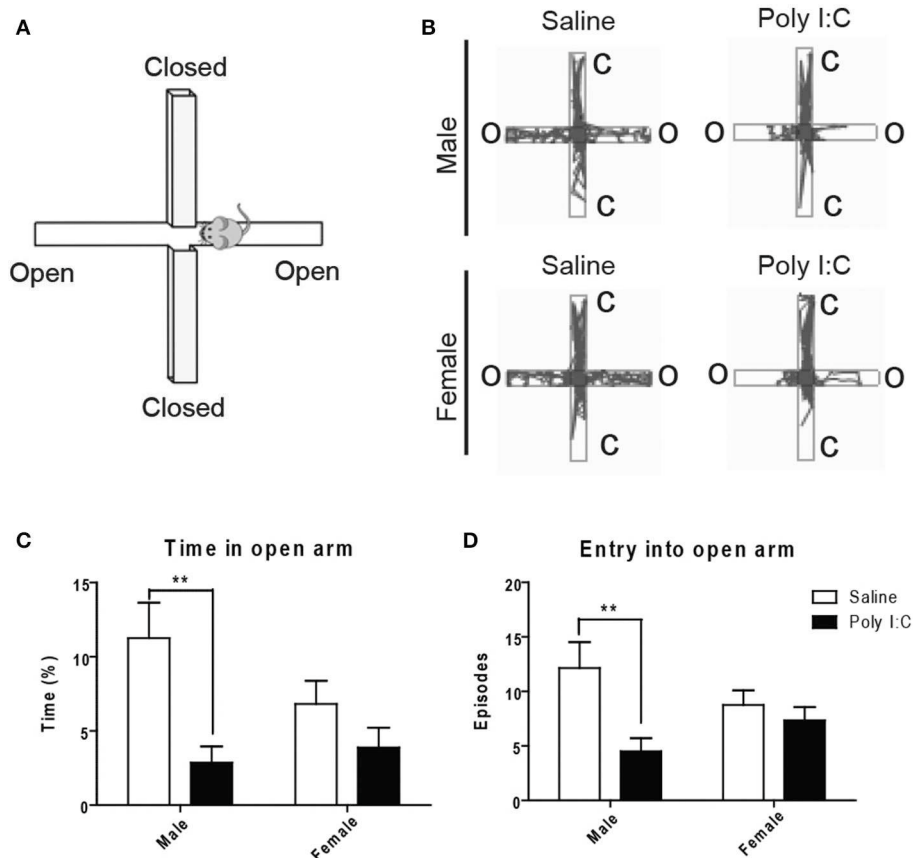 A
Closed
Open
Open
Closed
B
Saline
Poly I:C
Male
C
C
O
O
O
O
C
C
Saline
Poly I:C
Female
C
C
O
O
O
O
C
C
C
Time in open arm
15
**
10
5
0
Time (%)
Male
Female
D
Entry into open arm
20
**
15
10
5
0
Episodes
Male
Female
Saline
Poly I:C